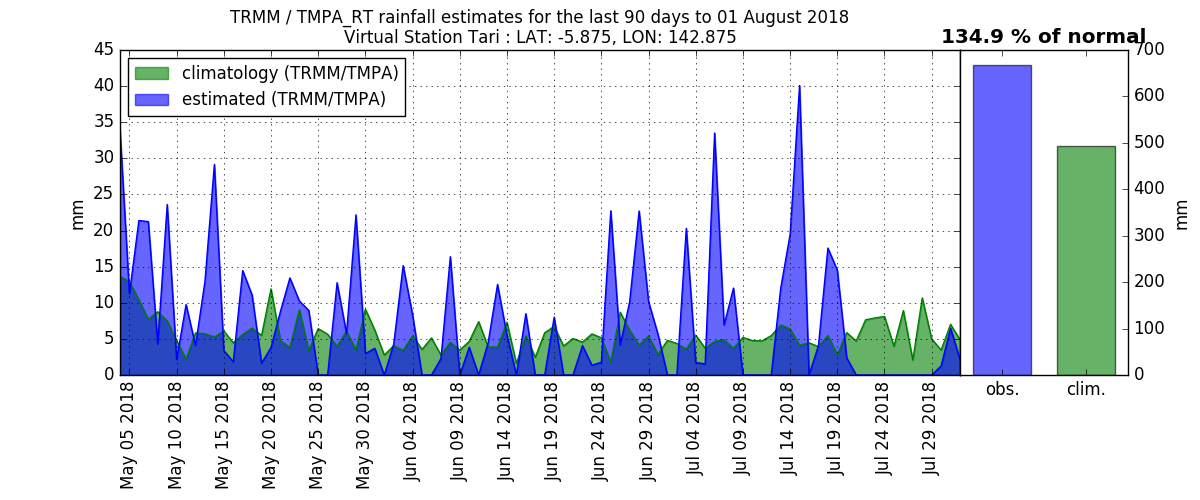 TRMM / TMPA_RT rainfall estimates for the last 90 days to 01 August 2018
Virtual Station Tari : LAT: -5.875, LON: 142.875
134.9 % of normal
climatology (TRMM/TMPA)
estimated (TRMM/TMPA)
mm
45
40
35
30
25
20
15
10
5
0
May 05 2018
May 10 2018
May 15 2018
May 20 2018
May 25 2018
May 30 2018
Jun 04 2018
Jun 09 2018
Jun 14 2018
Jun 19 2018
Jun 24 2018
Jun 29 2018
Jul 04 2018
Jul 09 2018
Jul 14 2018
Jul 19 2018
Jul 24 2018
Jul 29 2018
obs.
clim.
700
600
500
400
300
200
100
0
mm